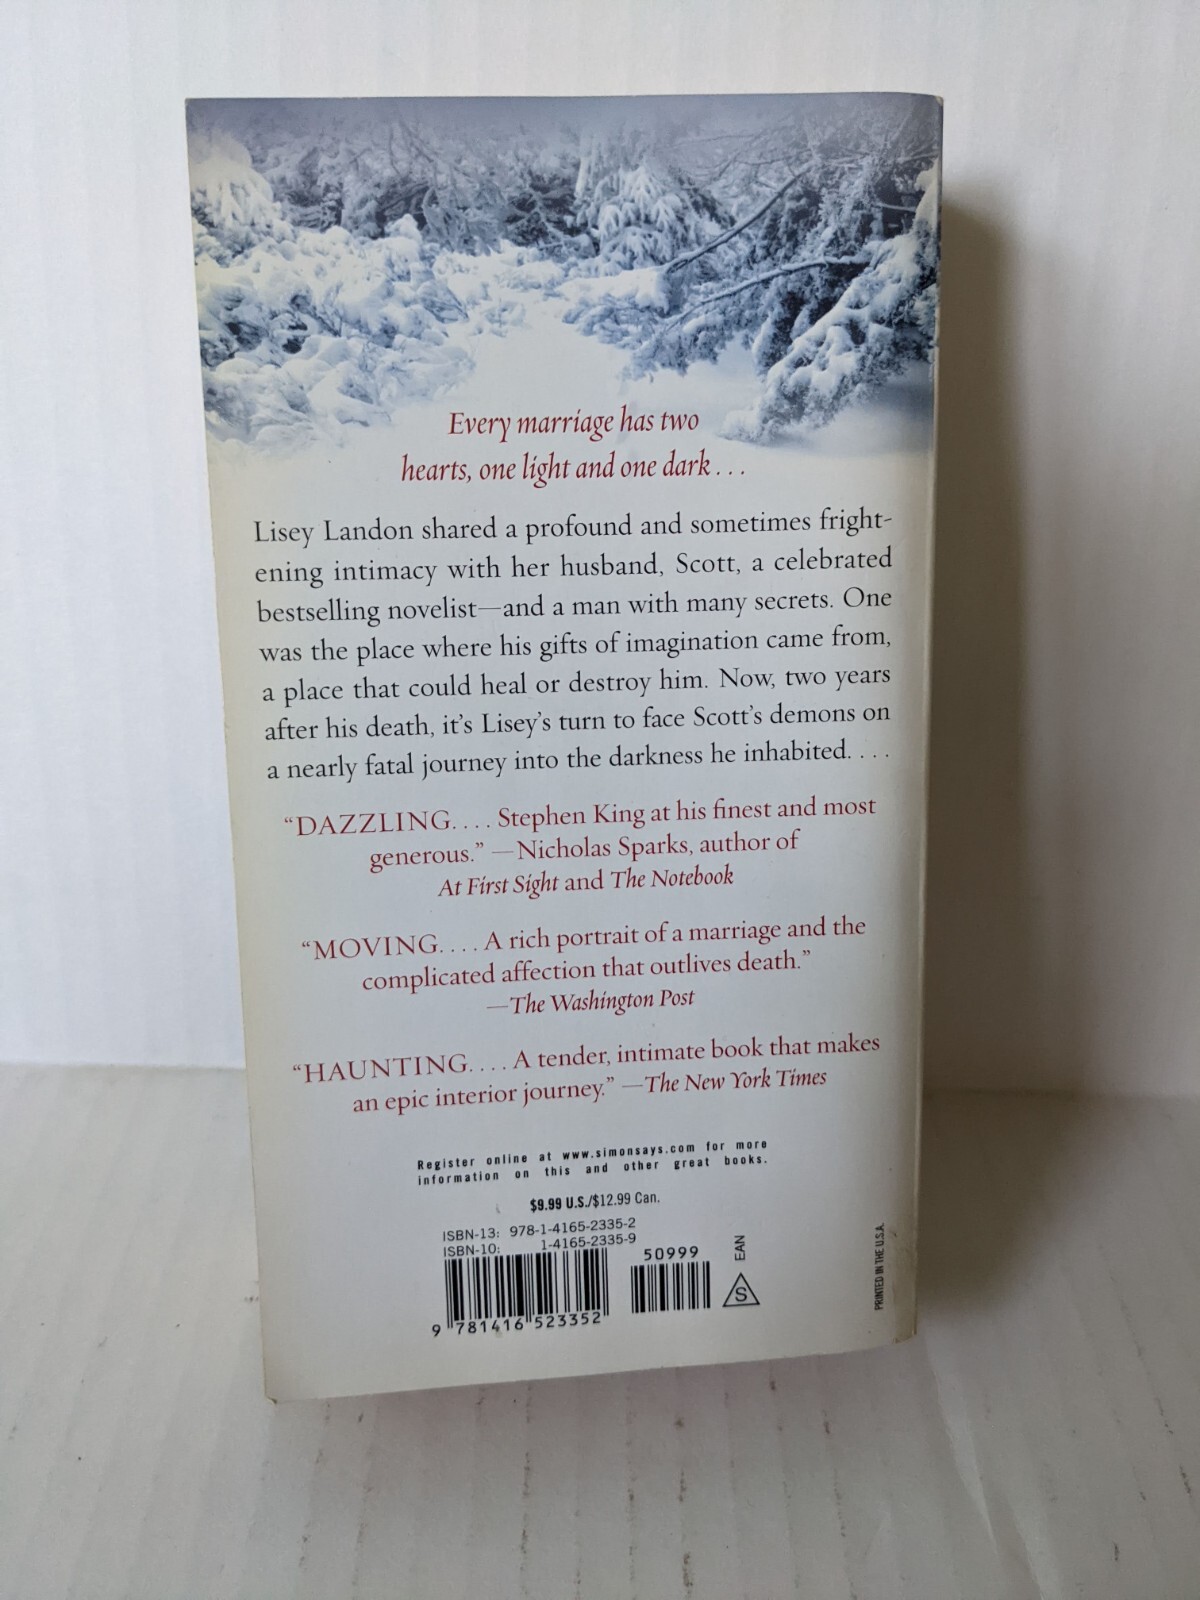 Every marriage has two
hearts, one light and one dark . . .
Lisey Landon shared a profound and sometimes fright-
ening intimacy with her husband, Scott, a celebrated
bestselling novelist—and a man with many secrets. One
was the place where his gifts of imagination came from,
a place that could heal or destroy him. Now, two years
after his death, it's Lisey's turn to face Scott's demons on
a nearly fatal journey into the darkness he inhabited. . . .
“DAZZLING. . . . Stephen King at his finest and most
generous.” —Nicholas Sparks, author of
At First Sight and The Notebook
“MOVING. . . . A rich portrait of a marriage and the
complicated affection that outlives death.”
—The Washington Post
“HAUNTING. . . . A tender, intimate book that makes
an epic interior journey.” —The New York Times
Register online at www.simonsays.com for more
information on this and other great books.
$9.99 U.S./$12.99 Can.
ISBN-13: 978-1-4165-2335-2
ISBN-10: 1-4165-2335-9
50999
EAN
S
9 781416 523352
PRINTED IN THE U.S.A.